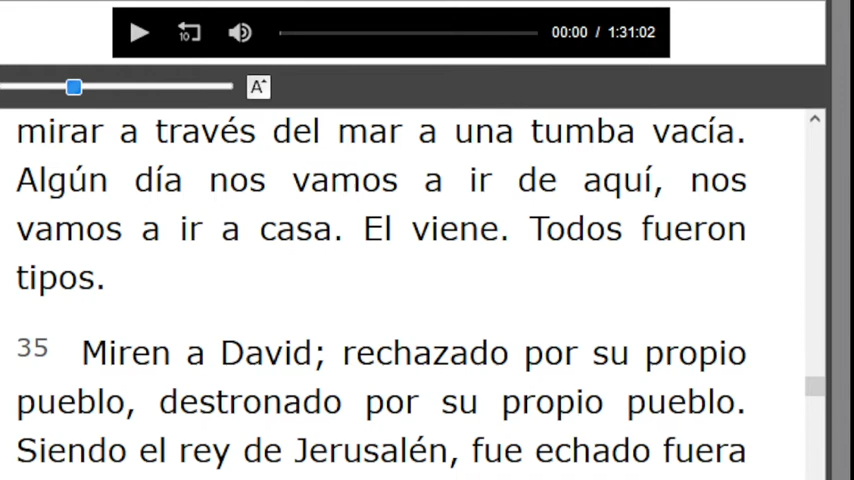 10
00:00 / 1:31:02
A
mirar a través del mar a una tumba vacía.
Algún día nos vamos a ir de aquí, nos
vamos a ir a casa. El viene. Todos fueron
tipos.
35 Miren a David; rechazado por su propio
pueblo, destronado por su propio pueblo.
Siendo el rey de Jerusalén, fue echado fuera